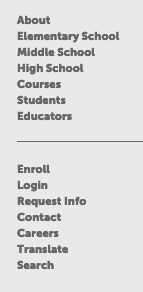 About
Elementary School
Middle School
High School
Courses
Students
Educators
Enroll
Login
Request Info
Contact
Careers
Translate
Search